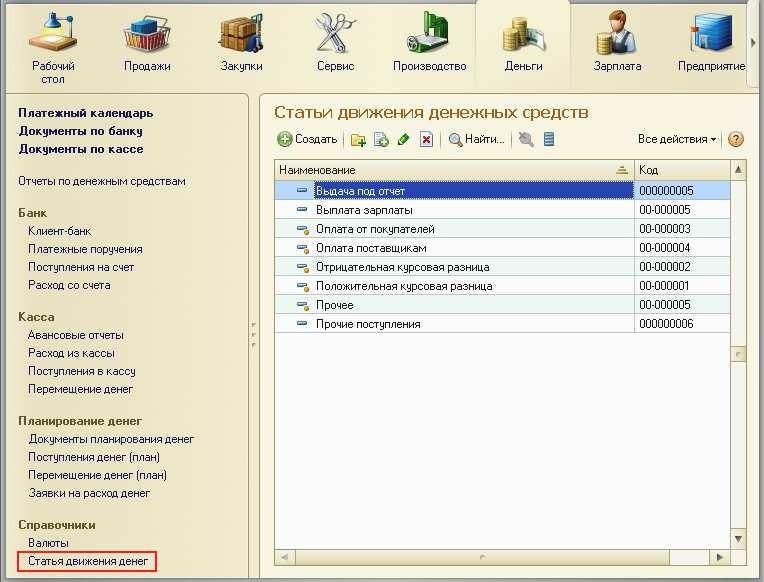 Рабочий
стол
Продажи
Закупки
Сервис
Производство
Деньги
Зарплата
Предприятие
Платежный календарь
Документы по банку
Документы по кассе
Отчеты по денежным средствам
Банк
Клиент-банк
Платежные поручения
Поступления на счет
Расход со счета
Касса
Авансовые отчеты
Расход из кассы
Поступления в кассу
Перемещение денег
Планирование денег
Документы планирования денег
Поступления денег (план)
Перемещение денег (план)
Заявки на расход денег
Справочники
Валюты
Статья движения денег
Статьи движения денежных средств
Создать Найти... Все действия ?
Наименование Код
Выдача под отчет 000000005
Выплата зарплаты 00-000005
Оплата от покупателей 00-000003
Оплата поставщикам 00-000004
Отрицательная курсовая разница 00-000002
Положительная курсовая разница 00-000001
Прочее 00-000005
Прочие поступления 000000006